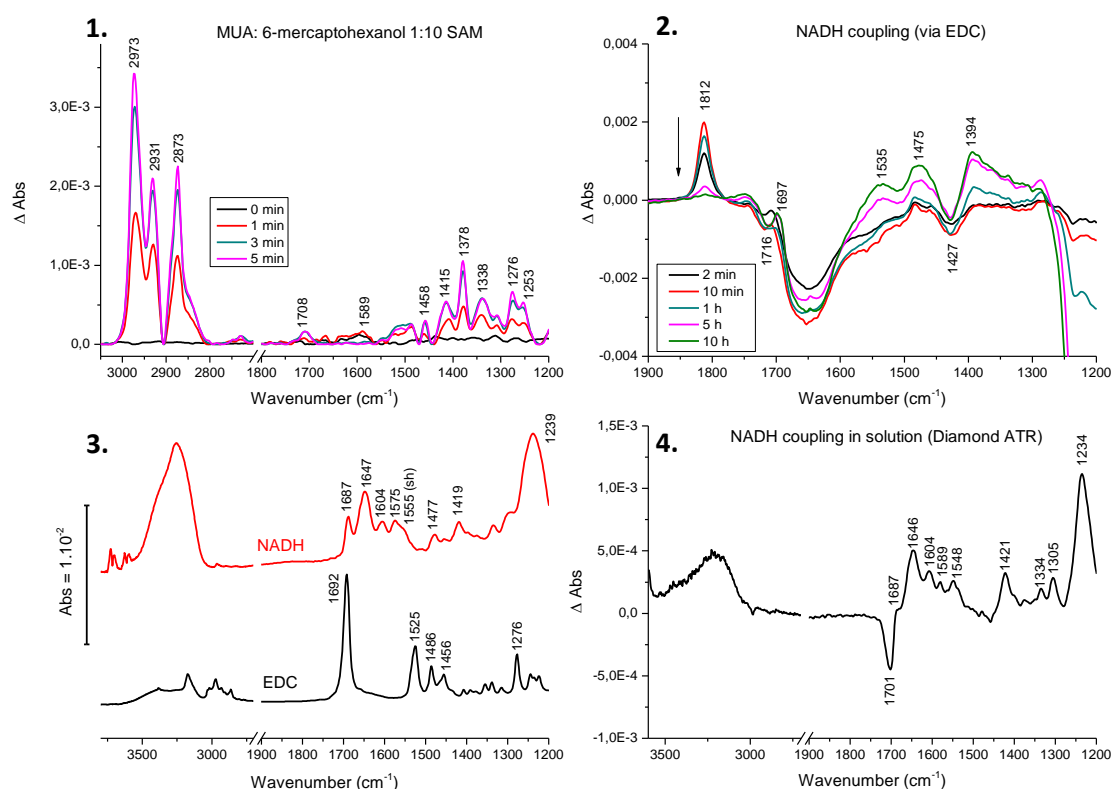 1.
MUA: 6-mercaptohexanol 1:10 SAM
2973
2931
2873
1708
1589
1458
1415
1378
1338
1276
1253
0 min
1 min
3 min
5 min
3,0E-3
2,0E-3
1,0E-3
0,0
Δ Abs
3000 2900 2800 1800 1700 1600 1500 1400 1300 1200
Wavenumber (cm⁻¹)
2.
NADH coupling (via EDC)
1812
1716
1697
1535
1475
1427
1394
2 min
10 min
1 h
5 h
10 h
0,004
0,002
0,000
-0,002
-0,004
Δ Abs
1900 1800 1700 1600 1500 1400 1300 1200
Wavenumber (cm⁻¹)
3.
1687
1647
1604
1575
1555 (sh)
1477
1419
1239
NADH
1692
1525
1486
1456
1276
EDC
Abs = 1.10⁻²
3500 3000 1900 1800 1700 1600 1500 1400 1300 1200
Wavenumber (cm⁻¹)
4.
NADH coupling in solution (Diamond ATR)
1701
1687
1646
1604
1589
1548
1421
1334
1305
1234
1,5E-3
1,0E-3
5,0E-4
0,0
-5,0E-4
-1,0E-3
Δ Abs
3500 3000 1900 1800 1700 1600 1500 1400 1300 1200
Wavenumber (cm⁻¹)